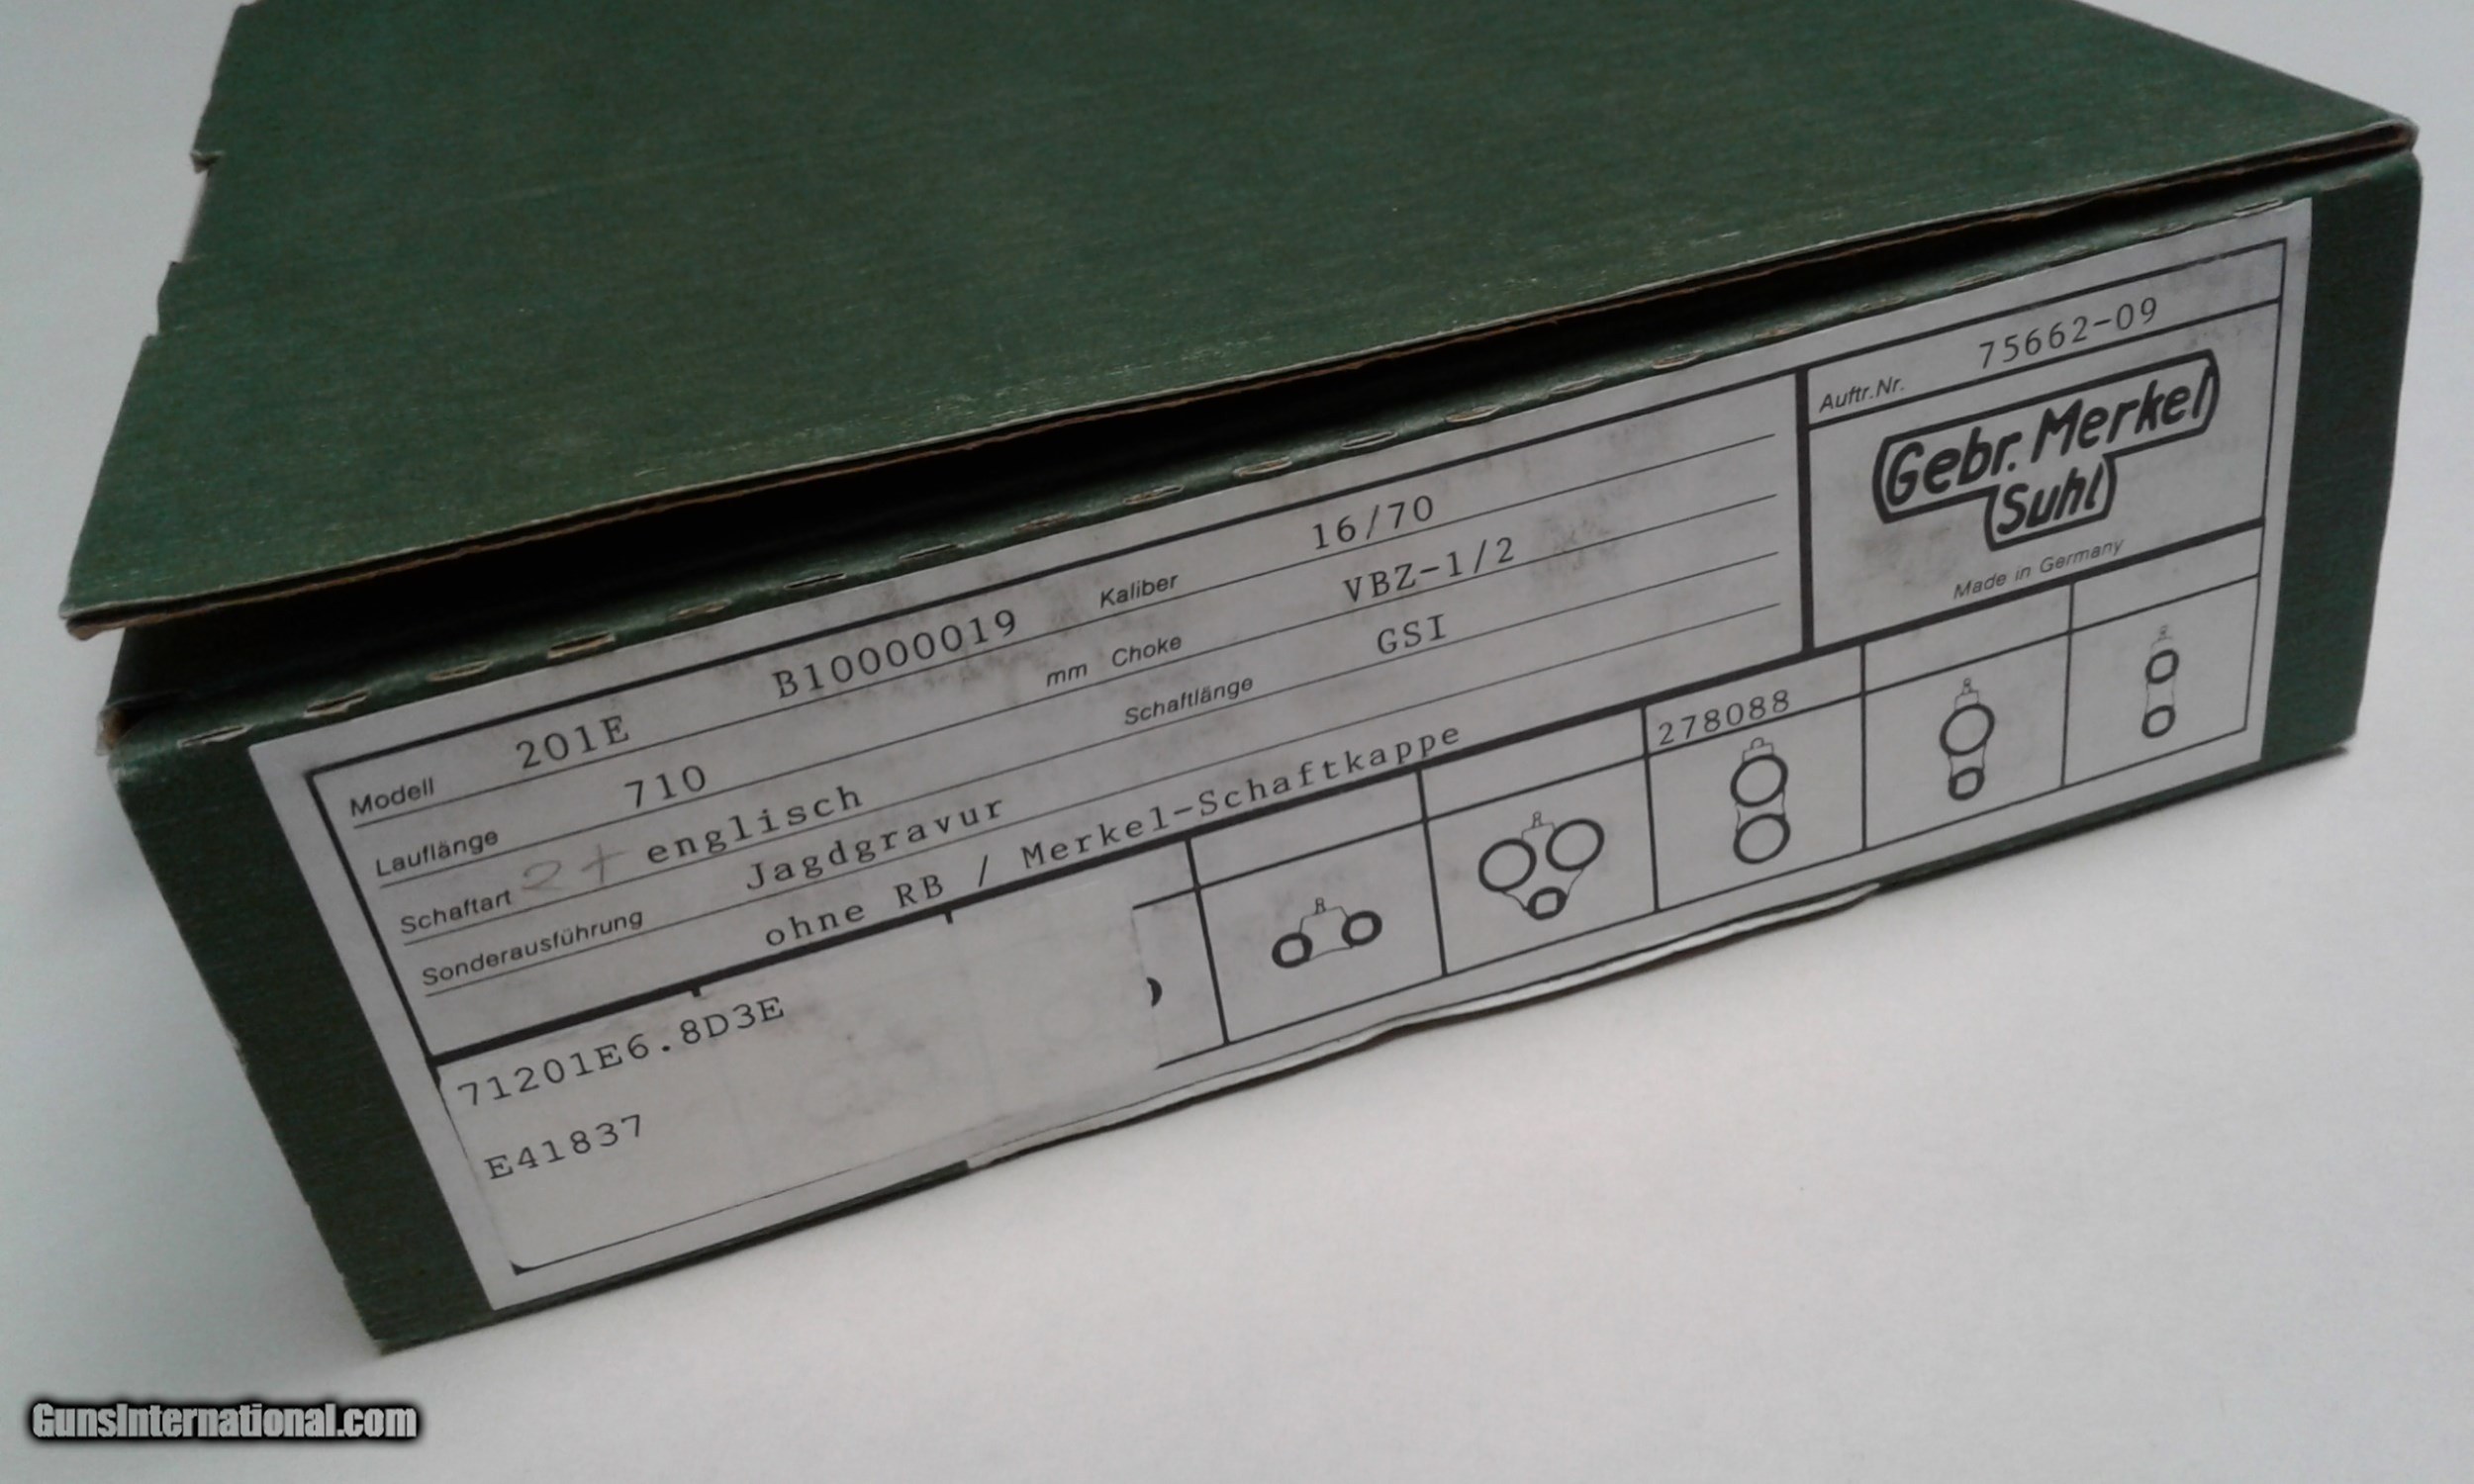 Modell 201E B10000019 Kaliber 16/70
Lauflänge 710 mm Choke VBZ-1/2
Schaftart englisch Schaftlänge GSI
Sonderausführung Jagdgravur
ohne RB / Merkel-Schaftkappe
Auftr.Nr. 75662-09
Gebr. Merkel
Suhl
Made in Germany
278088
71201E6.8D3E
E41837
GunsInternational.com